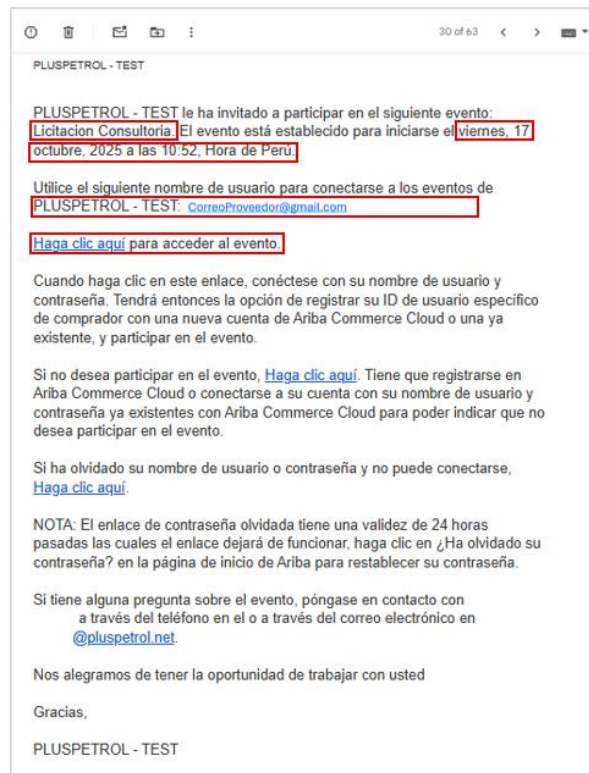 30 of 63
PLUSPETROL - TEST
PLUSPETROL - TEST le ha invitado a participar en el siguiente evento:
Licitacion Consultoria. El evento está establecido para iniciarse el viernes, 17
octubre, 2025 a las 10:52, Hora de Perú.
Utilice el siguiente nombre de usuario para conectarse a los eventos de
PLUSPETROL - TEST: CorreoProveedor@gmail.com
Haga clic aquí para acceder al evento.
Cuando haga clic en este enlace, conéctese con su nombre de usuario y
contraseña. Tendrá entonces la opción de registrar su ID de usuario específico
de comprador con una nueva cuenta de Ariba Commerce Cloud o una ya
existente, y participar en el evento.
Si no desea participar en el evento, Haga clic aquí. Tiene que registrarse en
Ariba Commerce Cloud o conectarse a su cuenta con su nombre de usuario y
contraseña ya existentes con Ariba Commerce Cloud para poder indicar que no
desea participar en el evento.
Si ha olvidado su nombre de usuario o contraseña y no puede conectarse,
Haga clic aquí.
NOTA: El enlace de contraseña olvidada tiene una validez de 24 horas
pasadas las cuales el enlace dejará de funcionar, haga clic en ¿Ha olvidado su
contraseña? en la página de inicio de Ariba para restablecer su contraseña.
Si tiene alguna pregunta sobre el evento, póngase en contacto con
a través del teléfono en el o a través del correo electrónico en
@pluspetrol.net.
Nos alegramos de tener la oportunidad de trabajar con usted
Gracias,
PLUSPETROL - TEST